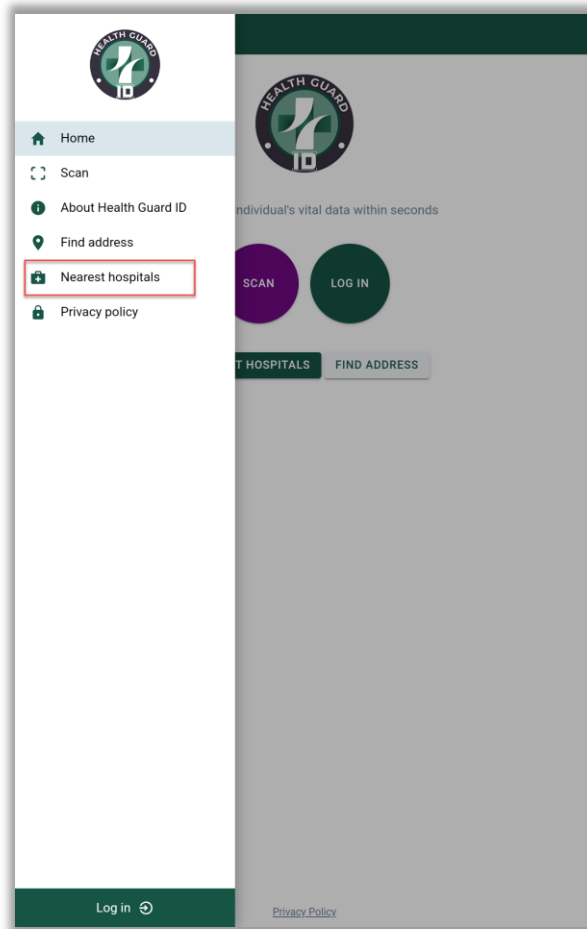 HEALTH GUARD
ID
Home
Scan
About Health Guard ID
Find address
Nearest hospitals
Privacy policy
Log in
HEALTH GUARD
ID
ndividual's vital data within seconds
SCAN
LOG IN
T HOSPITALS
FIND ADDRESS
Privacy Policy